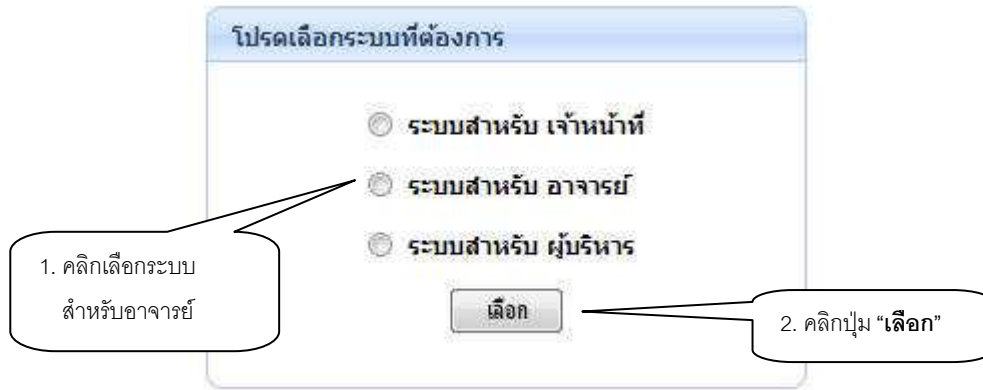 โปรดเลือกระบบที่ต้องการ
ระบบสำหรับ เจ้าหน้าที่
ระบบสำหรับ อาจารย์
ระบบสำหรับ ผู้บริหาร
เลือก
1. คลิกเลือกระบบ
สำหรับอาจารย์
2. คลิกปุ่ม “เลือก”